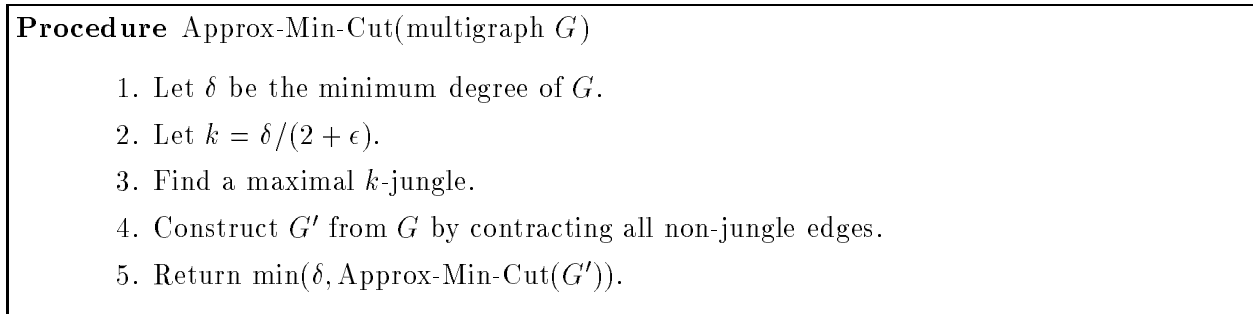 Procedure Approx-Min-Cut(multigraph G)
1. Let δ be the minimum degree of G.
2. Let k = δ/(2 + ϵ).
3. Find a maximal k-jungle.
4. Construct G′ from G by contracting all non-jungle edges.
5. Return min(δ, Approx-Min-Cut(G′)).